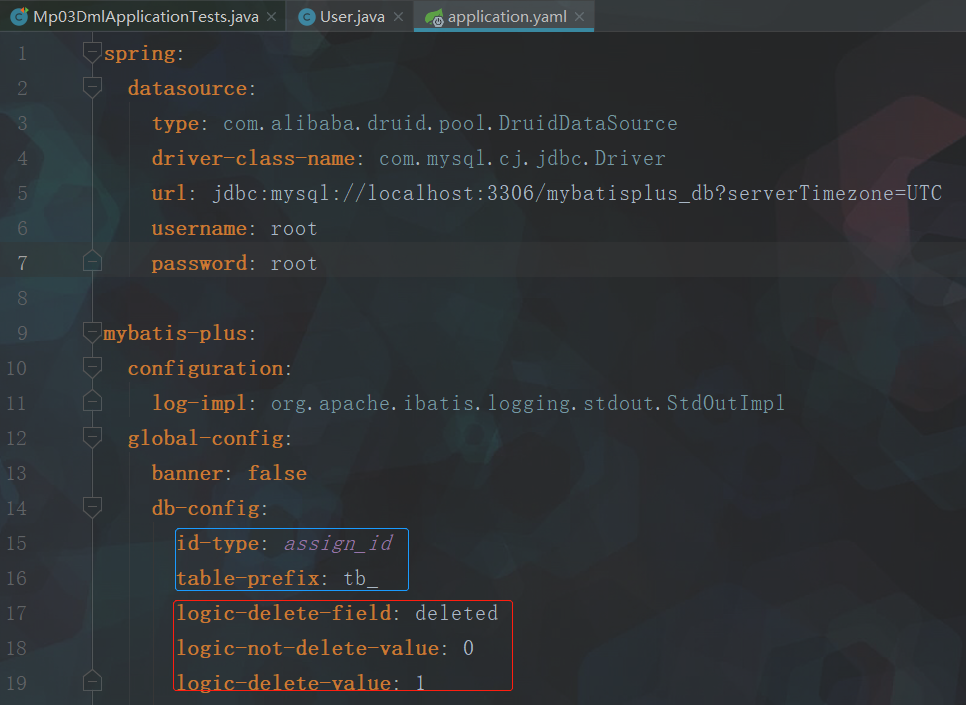 Mp03DmlApplicationTests.java × User.java × application.yaml ×
1 spring:
2 datasource:
3 type: com.alibaba.druid.pool.DruidDataSource
4 driver-class-name: com.mysql.cj.jdbc.Driver
5 url: jdbc:mysql://localhost:3306/mybatisplus_db?serverTimezone=UTC
6 username: root
7 password: root
8
9 mybatis-plus:
10 configuration:
11 log-impl: org.apache.ibatis.logging.stdout.StdOutImpl
12 global-config:
13 banner: false
14 db-config:
15 id-type: assign_id
16 table-prefix: tb_
17 logic-delete-field: deleted
18 logic-not-delete-value: 0
19 logic-delete-value: 1